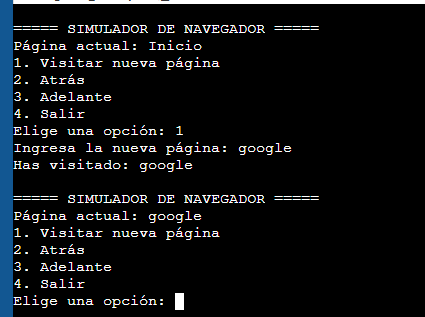 ===== SIMULADOR DE NAVEGADOR =====
Página actual: Inicio
1. Visitar nueva página
2. Atrás
3. Adelante
4. Salir
Elige una opción: 1
Ingresa la nueva página: google
Has visitado: google
===== SIMULADOR DE NAVEGADOR =====
Página actual: google
1. Visitar nueva página
2. Atrás
3. Adelante
4. Salir
Elige una opción: